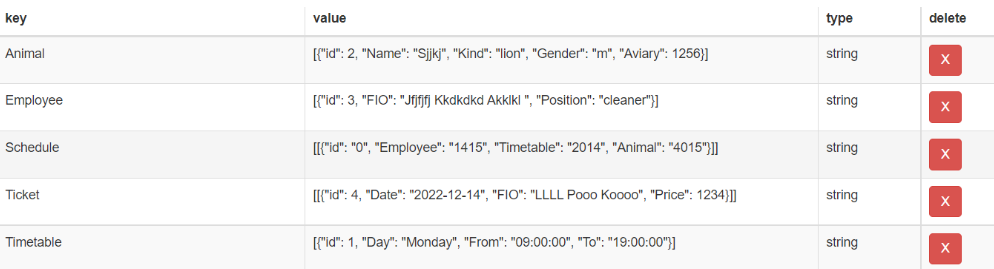 key value type delete
Animal [{"id": 2, "Name": "Sjjkj", "Kind": "lion", "Gender": "m", "Aviary": 1256}] string X
Employee [{"id": 3, "FIO": "Jfjfjfj Kkdkdkd Akklkl ", "Position": "cleaner"}] string X
Schedule [[{"id": "0", "Employee": "1415", "Timetable": "2014", "Animal": "4015"}]] string X
Ticket [[{"id": 4, "Date": "2022-12-14", "FIO": "LLLL Pooo Koooo", "Price": 1234}]] string X
Timetable [{"id": 1, "Day": "Monday", "From": "09:00:00", "To": "19:00:00"}] string X